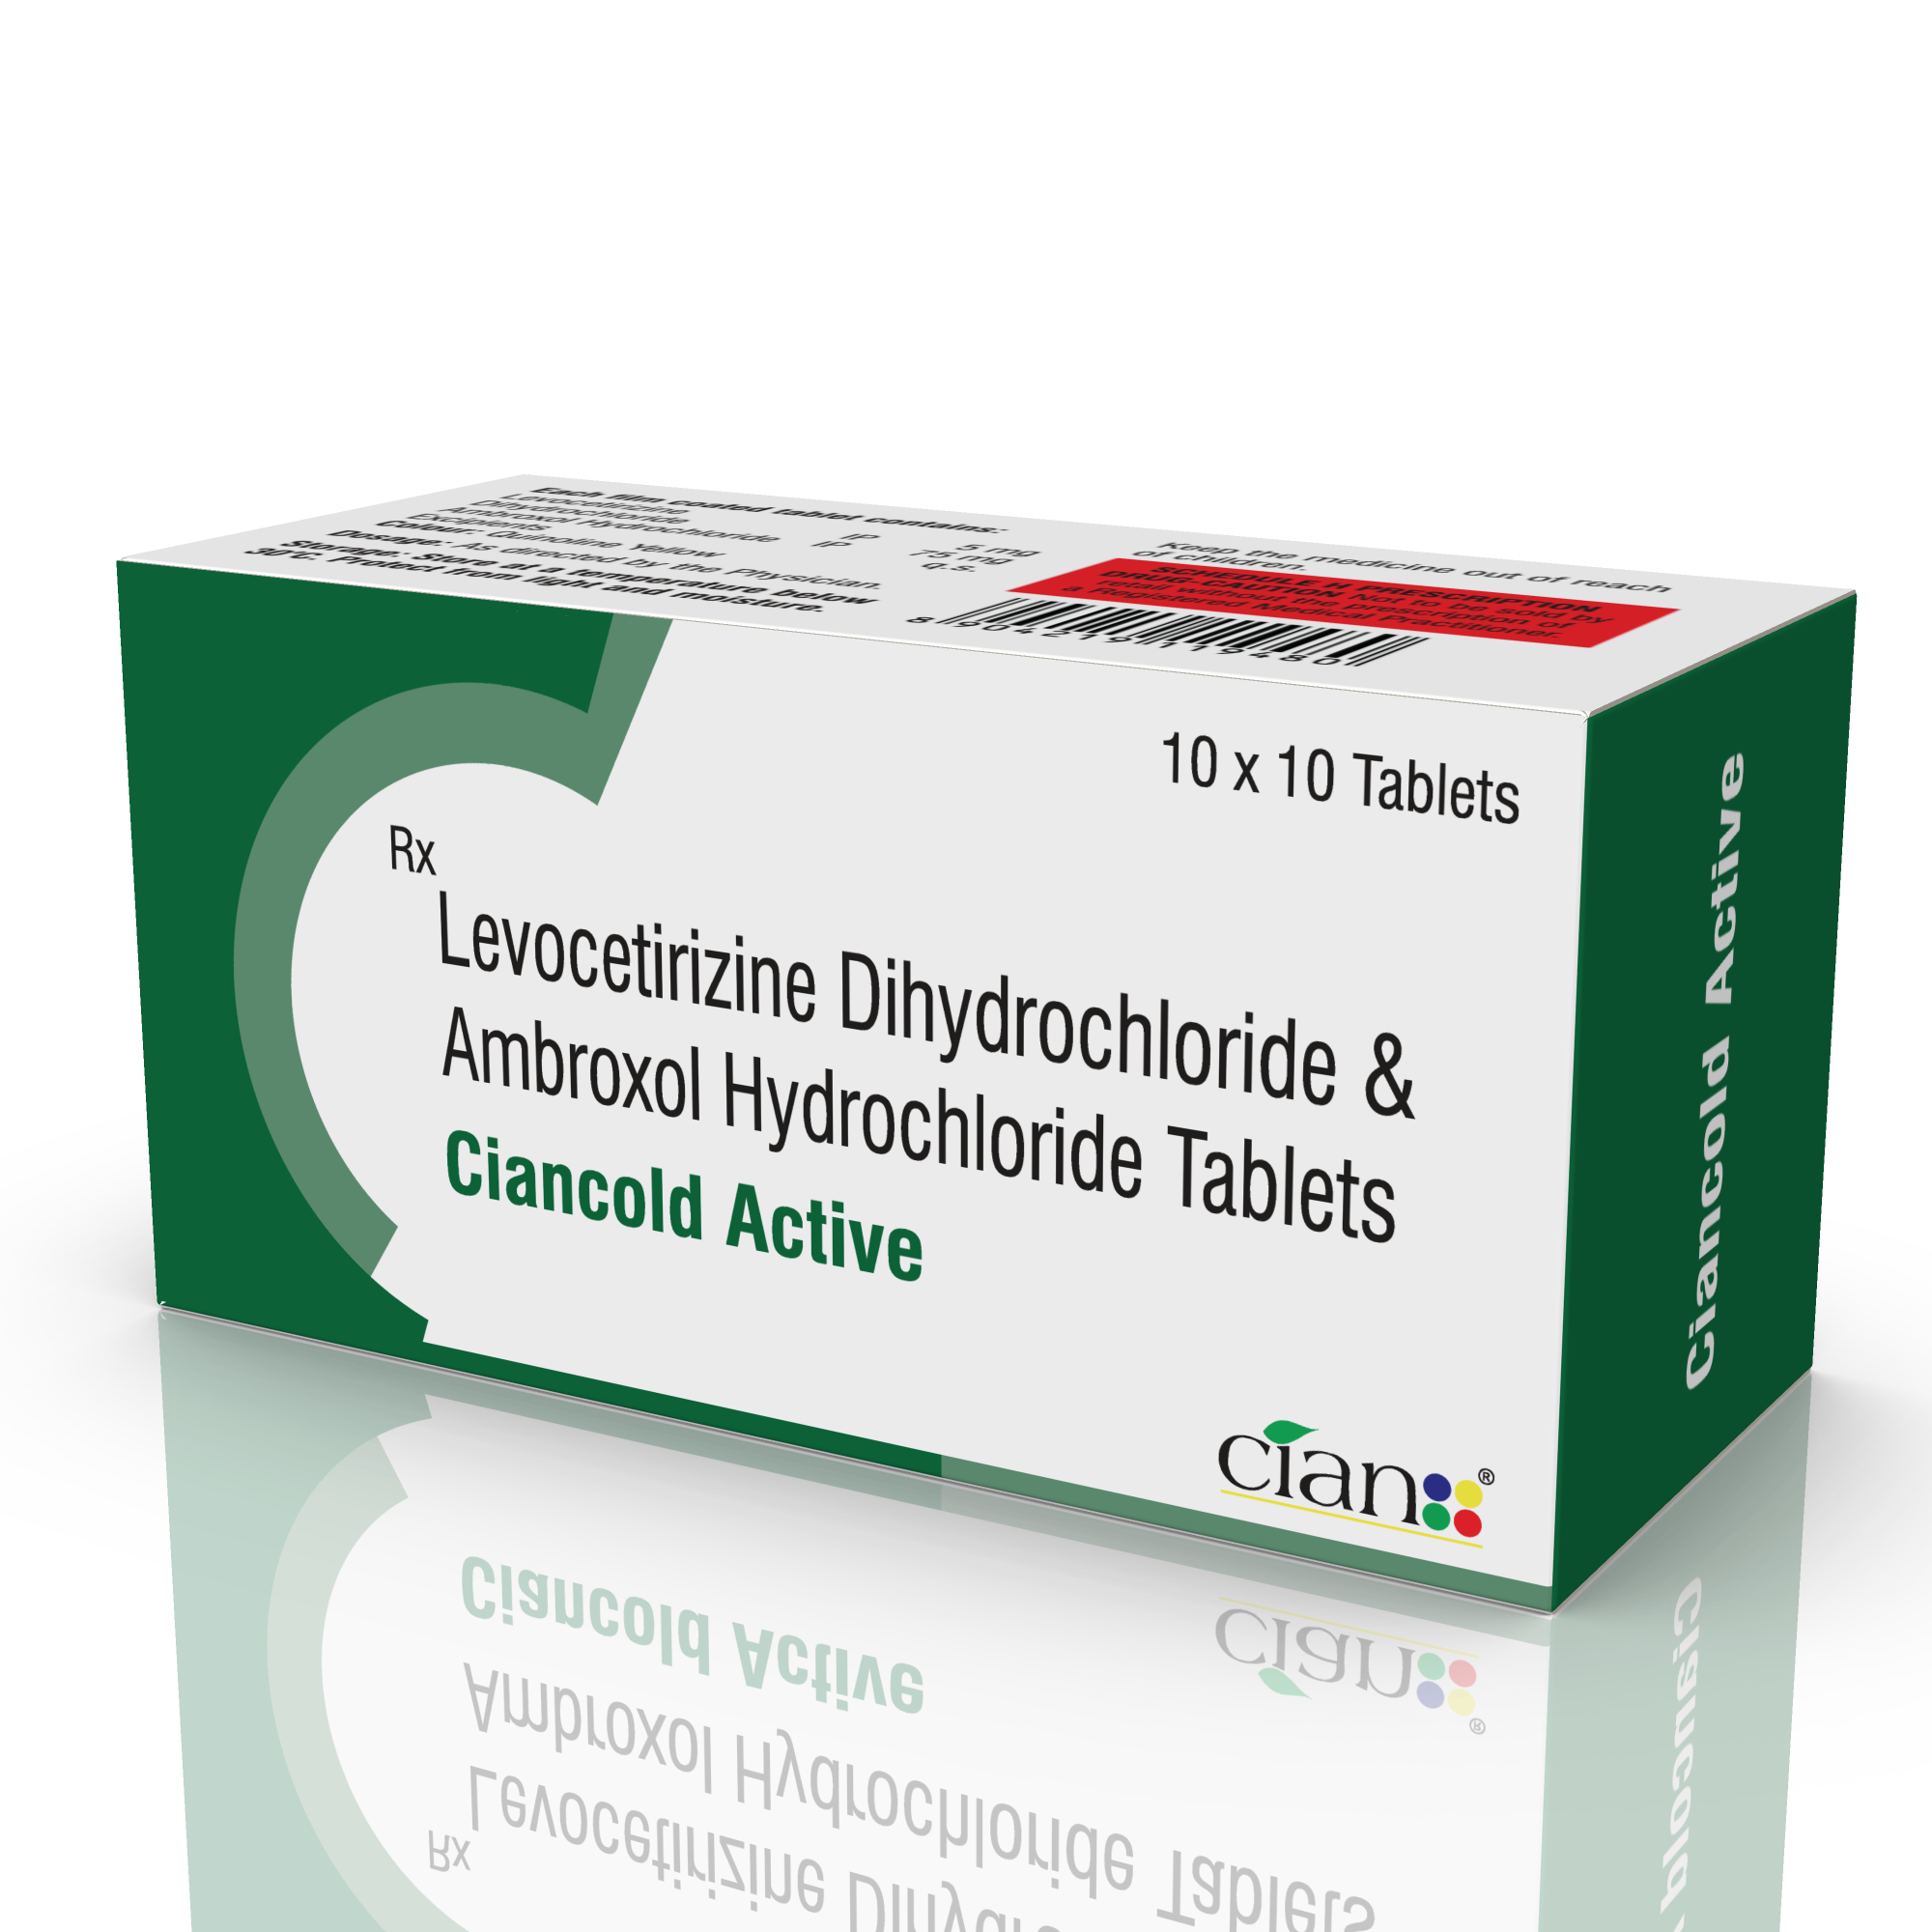 Each film coated tablet contains:-
Levocetirizine
Dihydrochloride IP 5 mg
Ambroxol Hydrochloride IP 75 mg
Excipients q.s.
Colour: Quinoline Yellow
Dosage:- As directed by the Physician.
Storage: Store at a temperature below
30°C. Protect from light and moisture.
Keep the medicine out of reach
of children.
SCHEDULE H PRESCRIPTION
DRUG-CAUTION Not to be sold by
retail without the prescription of
a Registered Medical Practitioner.
8 904219 119480
10 x 10 Tablets
Rx
Levocetirizine Dihydrochloride &
Ambroxol Hydrochloride Tablets
Ciancold Active
cian®
Ciancold Active